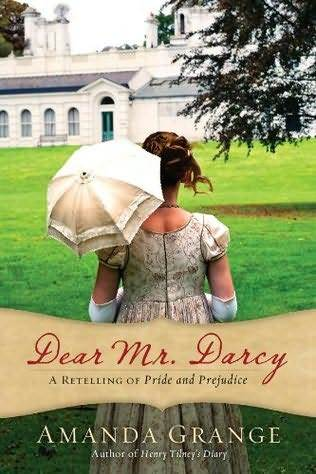 Dear Mr. Darcy
A Retelling of Pride and Prejudice
Amanda Grange
Author of Henry Tilney's Diary